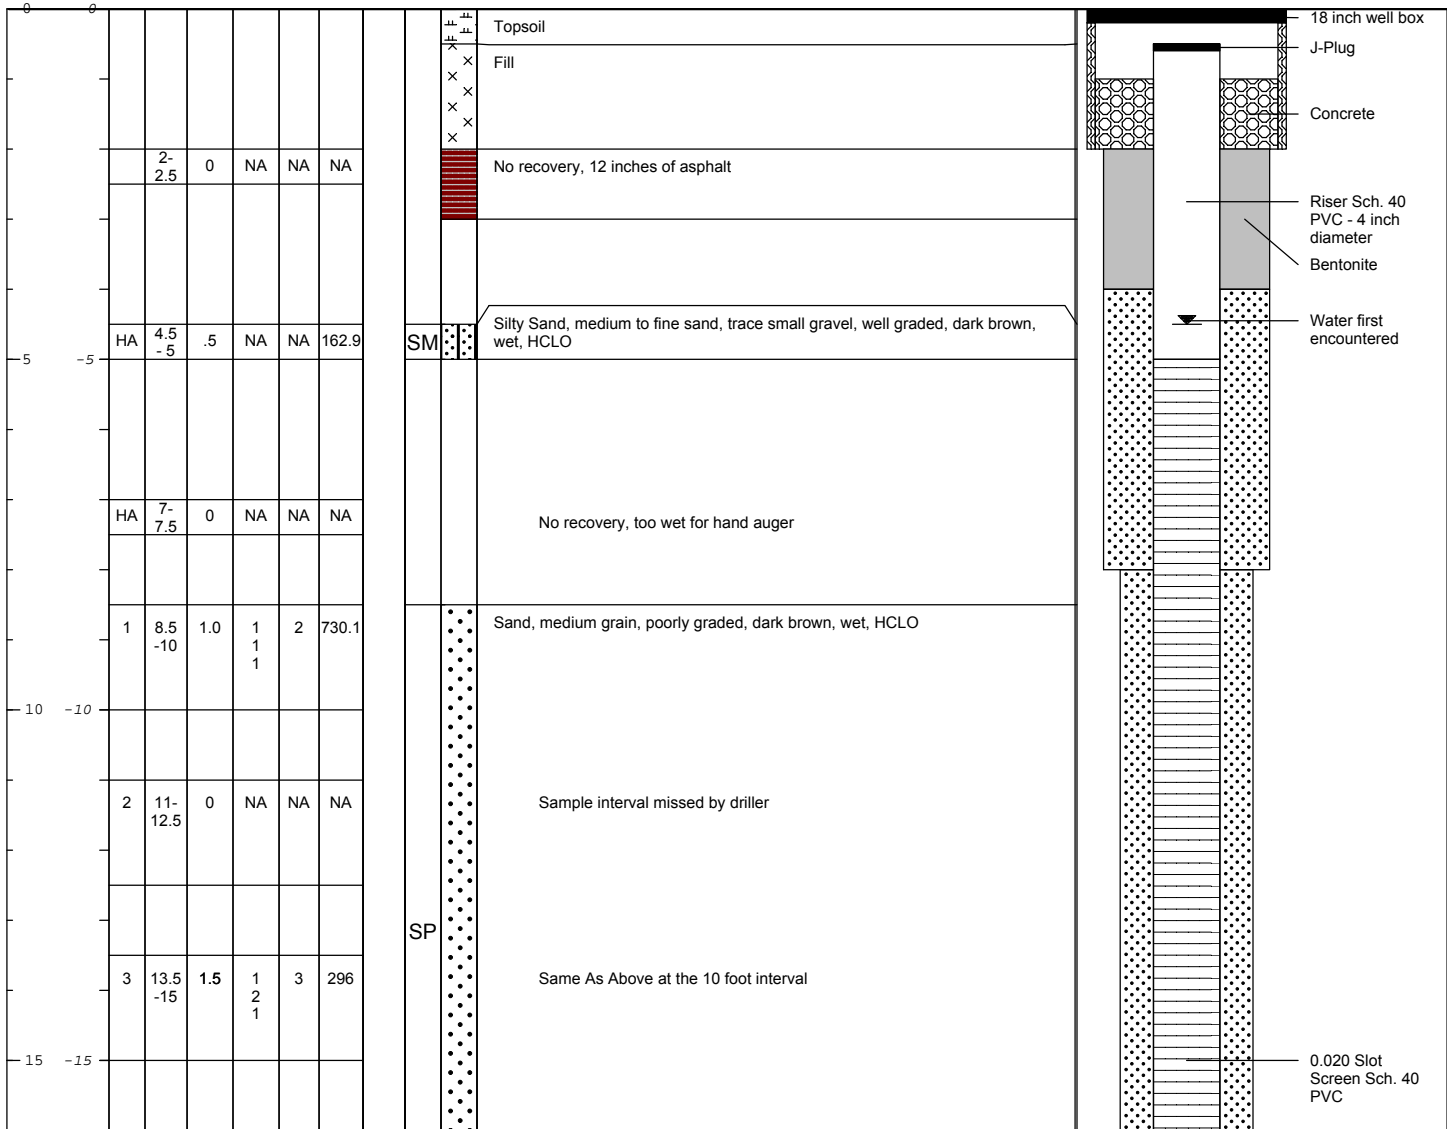 0 0
Topsoil
18 inch well box
J-Plug
Fill
Concrete
2-
2.5
0 NA NA NA
No recovery, 12 inches of asphalt
Riser Sch. 40
PVC - 4 inch
diameter
Bentonite
HA
4.5
- 5
.5 NA NA 162.9
SM
Silty Sand, medium to fine sand, trace small gravel, well graded, dark brown,
wet, HCLO
Water first
encountered
5 -5
HA
7-
7.5
0 NA NA NA
No recovery, too wet for hand auger
1
8.5
-10
1.0
1
1
1
2 730.1
Sand, medium grain, poorly graded, dark brown, wet, HCLO
10 -10
2
11-
12.5
0 NA NA NA
Sample interval missed by driller
SP
3
13.5
-15
1.5
1
2
1
3 296
Same As Above at the 10 foot interval
15 -15
0.020 Slot
Screen Sch. 40
PVC